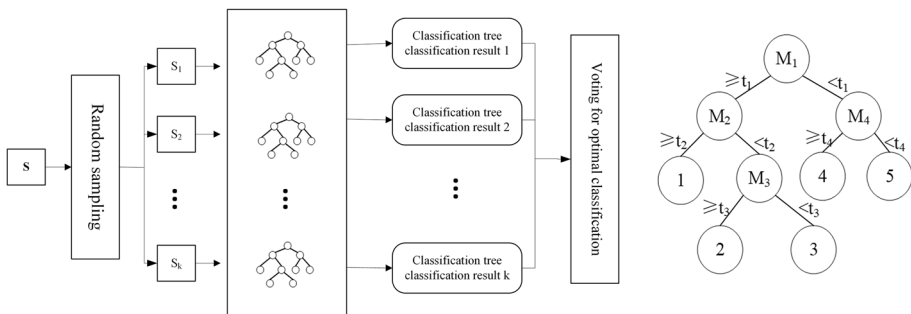 S
Random sampling
S1
S2
Sk
Classification tree
classification result 1
Classification tree
classification result 2
Classification tree
classification result k
Voting for optimal classification
M1
≥t1
<t1
M2
M4
≥t2
<t2
≥t4
<t4
1
M3
4
5
≥t3
<t3
2
3